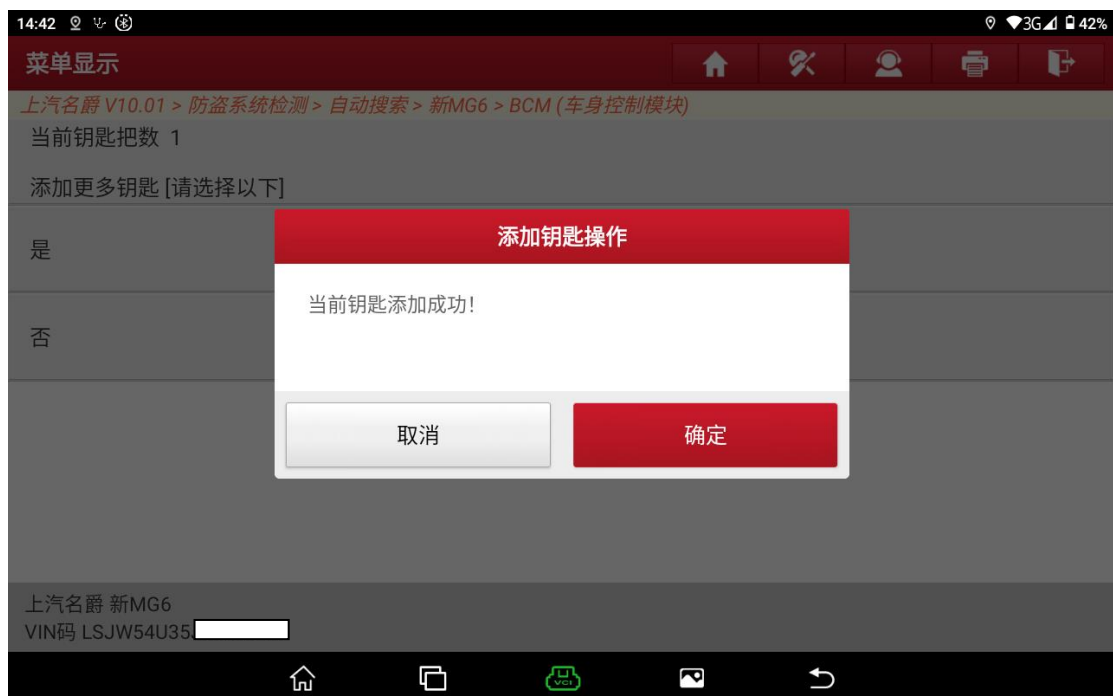 14:42 3G 42%
菜单显示
上汽名爵 V10.01 > 防盗系统检测 > 自动搜索 > 新MG6 > BCM (车身控制模块)
当前钥匙把数 1
添加更多钥匙 [请选择以下]
是
添加钥匙操作
当前钥匙添加成功!
否
取消 确定
上汽名爵 新MG6
VIN码 LSJW54U35
VCI